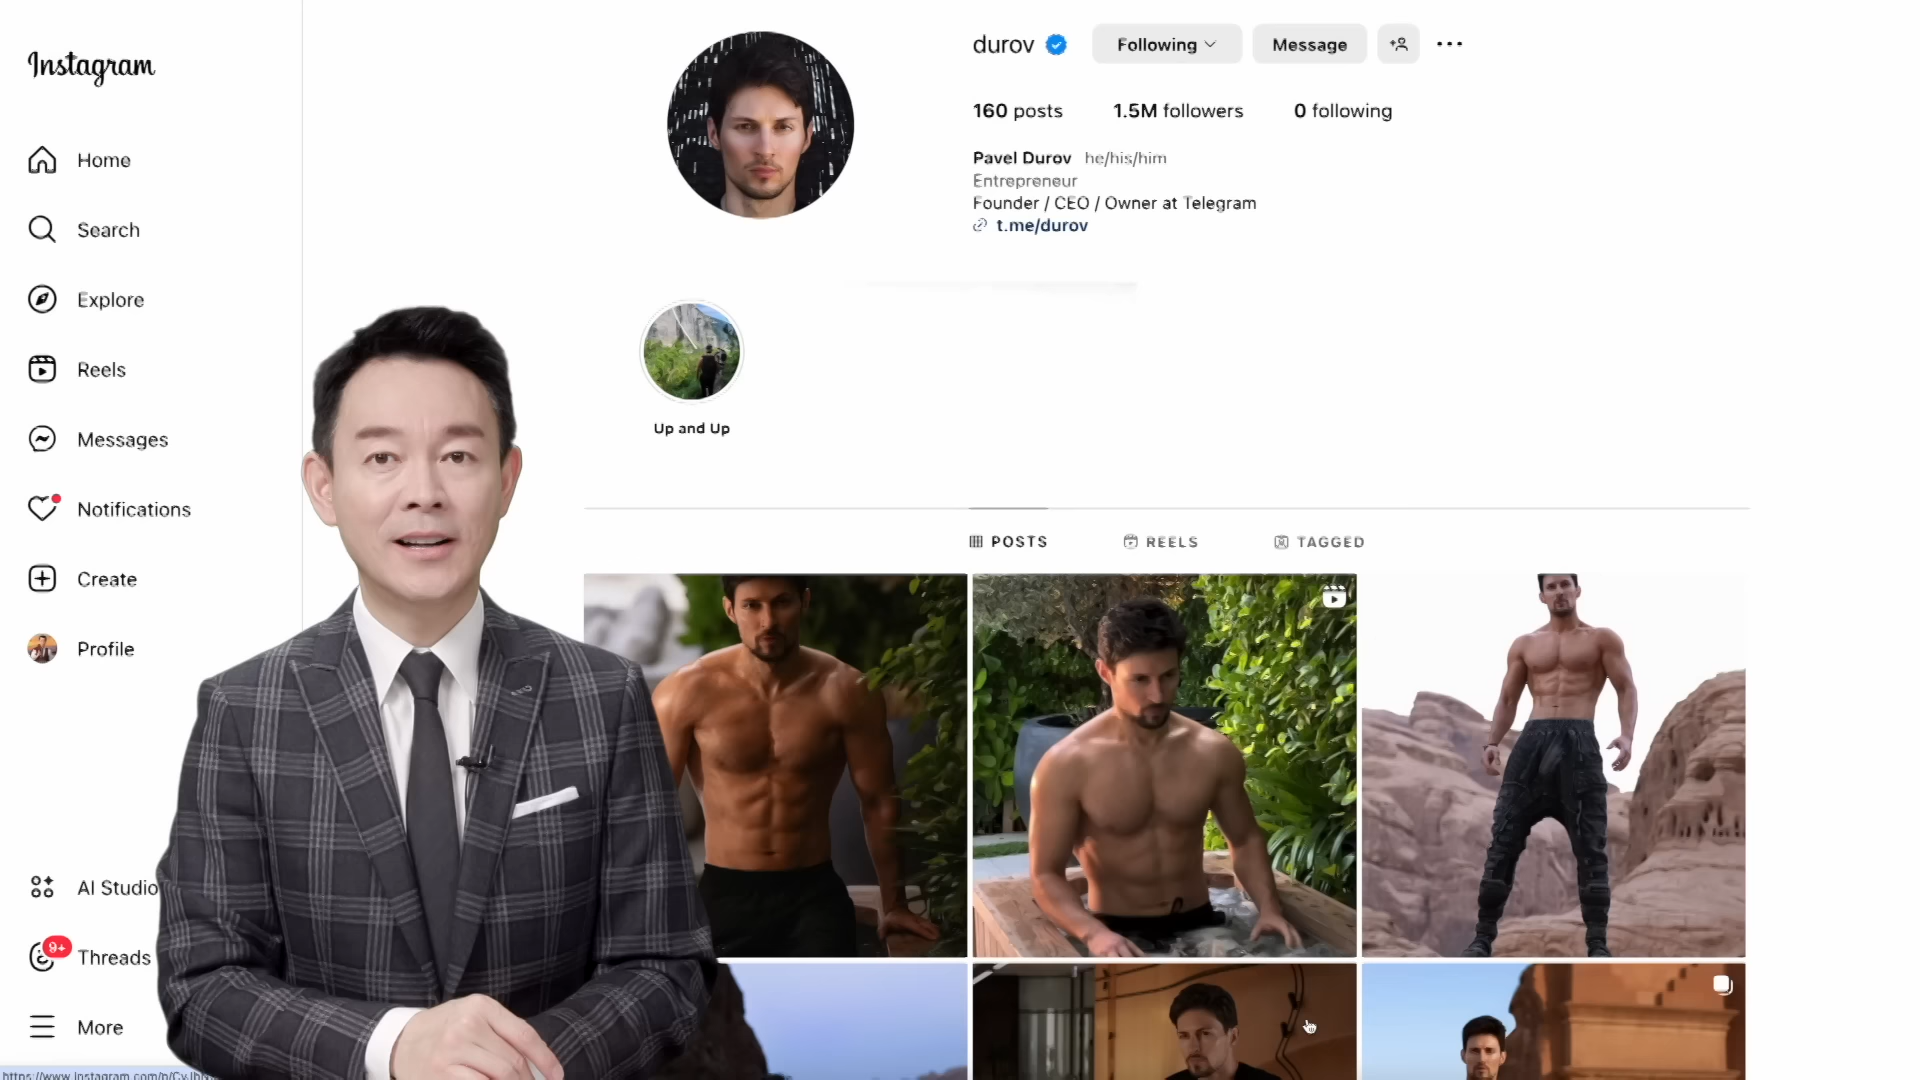 Instagram
Home
Search
Explore
Reels
Messages
Notifications
Create
Profile
AI Studio
9+
Threads
More
durov
Following
Message
160 posts 1.5M followers 0 following
Pavel Durov he/his/him
Entrepreneur
Founder / CEO / Owner at Telegram
t.me/durov
Up and Up
POSTS REELS TAGGED